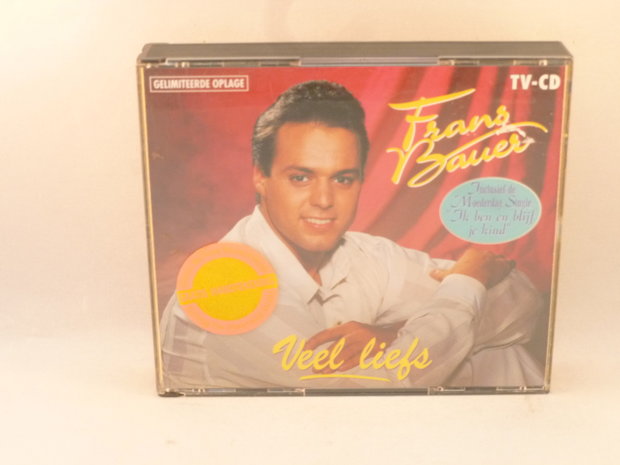 GELIMITEERDE OPLAGE
TV-CD
Frans
Bauer
Inclusief de
Moederdag Single
"Ik ben en blijf
je kind"
Veel liefs